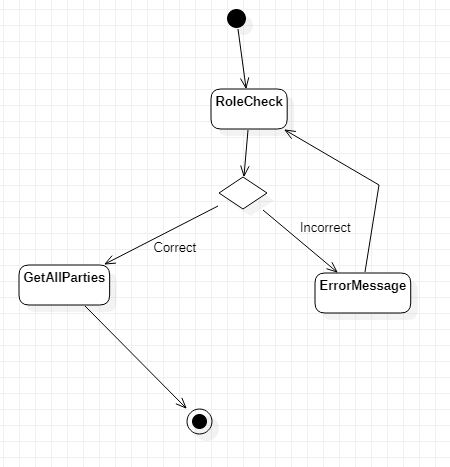 RoleCheck
Incorrect
Correct
GetAllParties
ErrorMessage